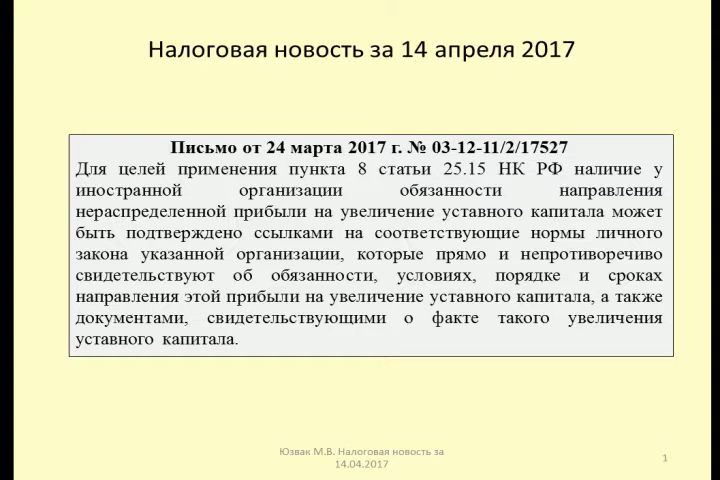 Налоговая новость за 14 апреля 2017
Письмо от 24 марта 2017 г. № 03-12-11/2/17527
Для целей применения пункта 8 статьи 25.15 НК РФ наличие у
иностранной организации обязанности направления
нераспределенной прибыли на увеличение уставного капитала может
быть подтверждено ссылками на соответствующие нормы личного
закона указанной организации, которые прямо и непротиворечиво
свидетельствуют об обязанности, условиях, порядке и сроках
направления этой прибыли на увеличение уставного капитала, а также
документами, свидетельствующими о факте такого увеличения
уставного капитала.
Юзвак М.В. Налоговая новость за
14.04.2017
1